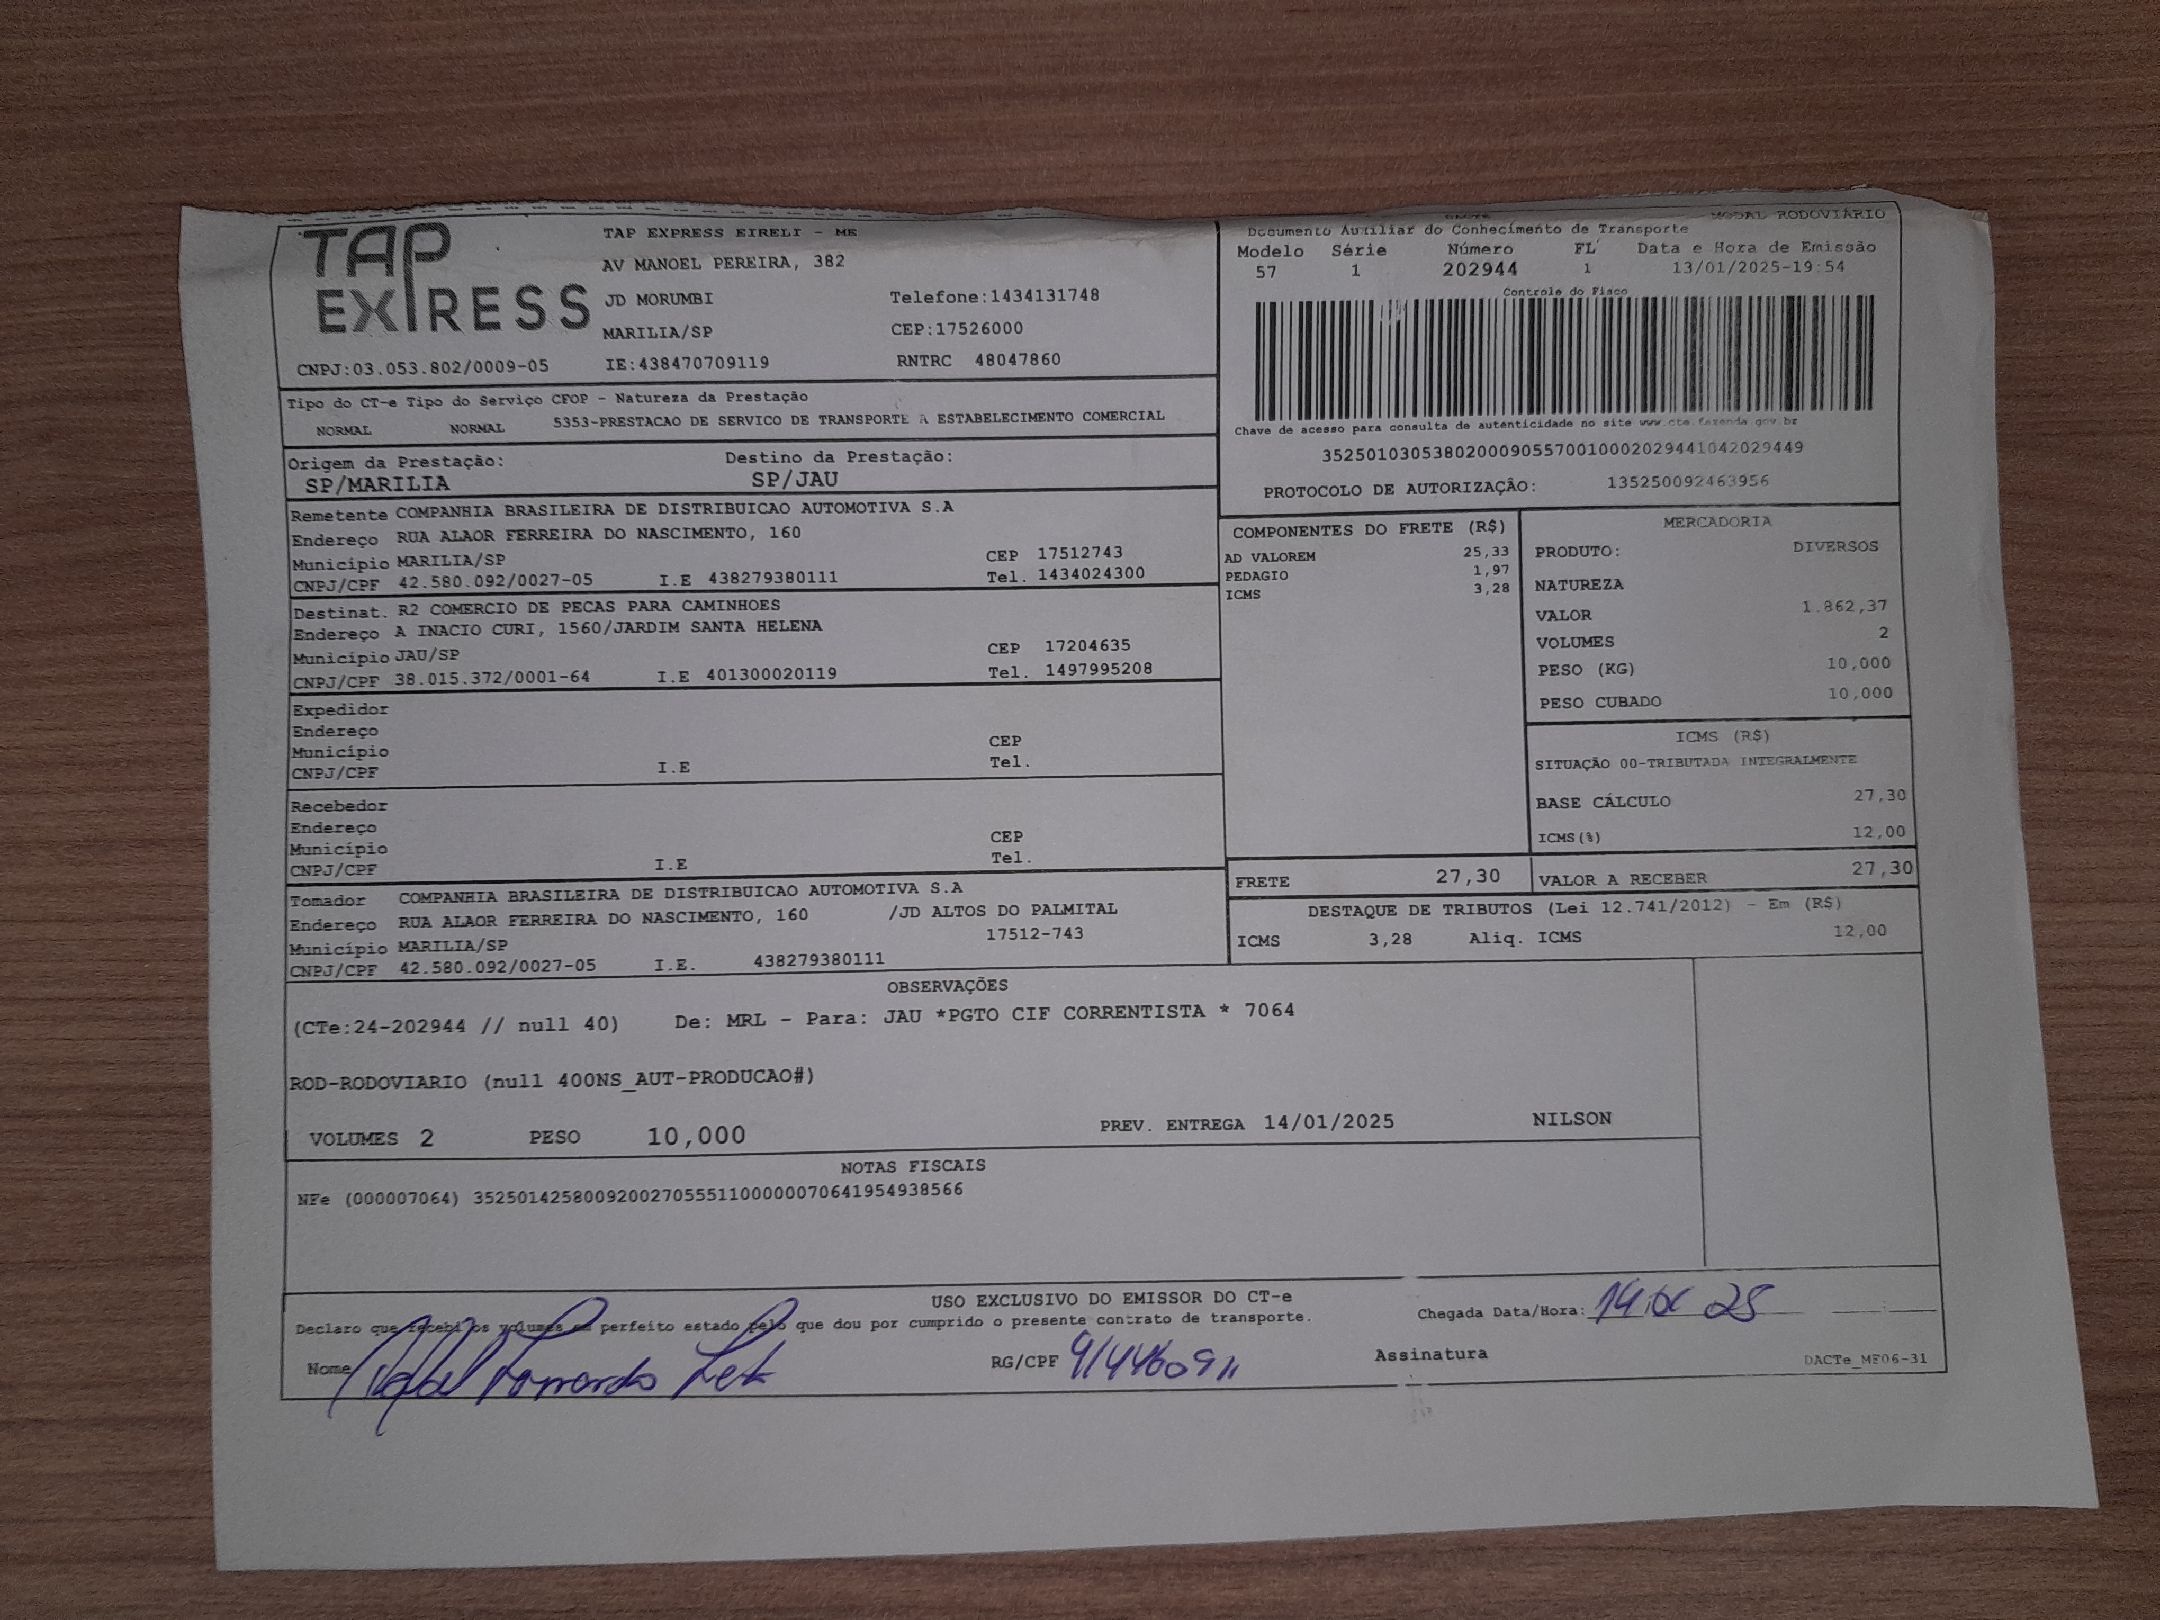 TAP
EXPRESS
TAP EXPRESS EIRELI - ME
AV MANOEL PEREIRA, 382
JD MORUMBI Telefone:1434131748
MARILIA/SP CEP:17526000
CNPJ:03.053.802/0009-05 IE:438470709119 RNTRC 48047860
MODAL RODOVIÁRIO
Documento Auxiliar do Conhecimento de Transporte
Modelo Série Número FL Data e Hora de Emissão
57 1 202944 1 13/01/2025-19:54
Controle do Fisco
Chave de acesso para consulta de autenticidade no site www.cte.fazenda.gov.br
35250103053802000905570010002029441042029449
PROTOCOLO DE AUTORIZAÇÃO: 135250092463956
Tipo do CT-e Tipo do Serviço CFOP - Natureza da Prestação
NORMAL NORMAL 5353-PRESTACAO DE SERVICO DE TRANSPORTE A ESTABELECIMENTO COMERCIAL
Origem da Prestação: Destino da Prestação:
SP/MARILIA SP/JAU
Remetente COMPANHIA BRASILEIRA DE DISTRIBUICAO AUTOMOTIVA S.A
Endereço RUA ALAOR FERREIRA DO NASCIMENTO, 160
Município MARILIA/SP CEP 17512743
CNPJ/CPF 42.580.092/0027-05 I.E 438279380111 Tel. 1434024300
Destinat. R2 COMERCIO DE PECAS PARA CAMINHOES
Endereço A INACIO CURI, 1560/JARDIM SANTA HELENA
Município JAU/SP CEP 17204635
CNPJ/CPF 38.015.372/0001-64 I.E 401300020119 Tel. 1497995208
Expedidor
Endereço
Município CEP
CNPJ/CPF I.E Tel.
Recebedor
Endereço
Município CEP
CNPJ/CPF I.E Tel.
Tomador COMPANHIA BRASILEIRA DE DISTRIBUICAO AUTOMOTIVA S.A
Endereço RUA ALAOR FERREIRA DO NASCIMENTO, 160 /JD ALTOS DO PALMITAL
Município MARILIA/SP 17512-743
CNPJ/CPF 42.580.092/0027-05 I.E. 438279380111
COMPONENTES DO FRETE (R$)
AD VALOREM 25,33
PEDAGIO 1,97
ICMS 3,28
MERCADORIA
PRODUTO: DIVERSOS
NATUREZA
VALOR 1.862,37
VOLUMES 2
PESO (KG) 10,000
PESO CUBADO 10,000
ICMS (R$)
SITUAÇÃO 00-TRIBUTADA INTEGRALMENTE
BASE CÁLCULO 27,30
ICMS(%) 12,00
FRETE 27,30 VALOR A RECEBER 27,30
DESTAQUE DE TRIBUTOS (Lei 12.741/2012) - Em (R$)
ICMS 3,28 Aliq. ICMS 12,00
OBSERVAÇÕES
(CTe:24-202944 // null 40) De: MRL - Para: JAU *PGTO CIF CORRENTISTA * 7064
ROD-RODOVIARIO (null 400NS_AUT-PRODUCAO#)
VOLUMES 2 PESO 10,000 PREV. ENTREGA 14/01/2025 NILSON
NOTAS FISCAIS
NFe (000007064) 35250142580092002705551100000070641954938566
USO EXCLUSIVO DO EMISSOR DO CT-e
Declaro que recebi os volumes em perfeito estado pelo que dou por cumprido o presente contrato de transporte.
Chegada Data/Hora: 14 25
Nome RG/CPF Assinatura
DACTe_MF06-31